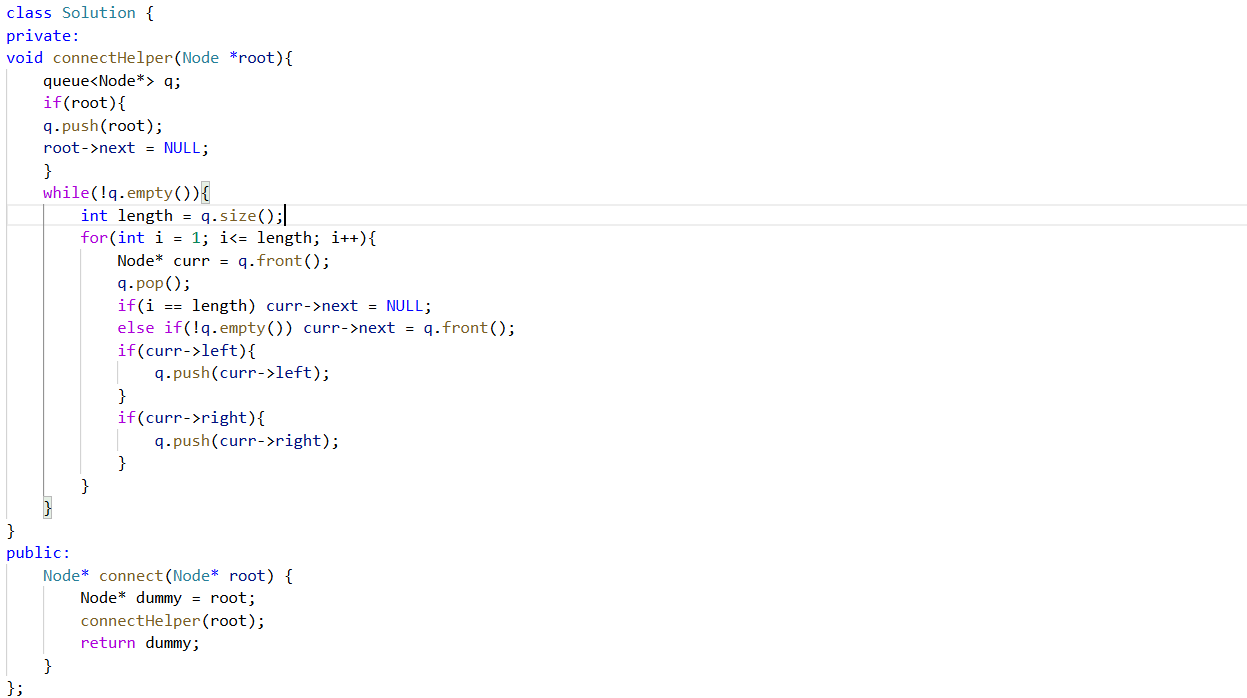 class Solution {
private:
void connectHelper(Node *root){
    queue<Node*> q;
    if(root){
    q.push(root);
    root->next = NULL;
    }
    while(!q.empty()){
        int length = q.size();
        for(int i = 1; i<= length; i++){
            Node* curr = q.front();
            q.pop();
            if(i == length) curr->next = NULL;
            else if(!q.empty()) curr->next = q.front();
            if(curr->left){
                q.push(curr->left);
            }
            if(curr->right){
                q.push(curr->right);
            }
        }
    }
}
public:
    Node* connect(Node* root) {
        Node* dummy = root;
        connectHelper(root);
        return dummy;
    }
};